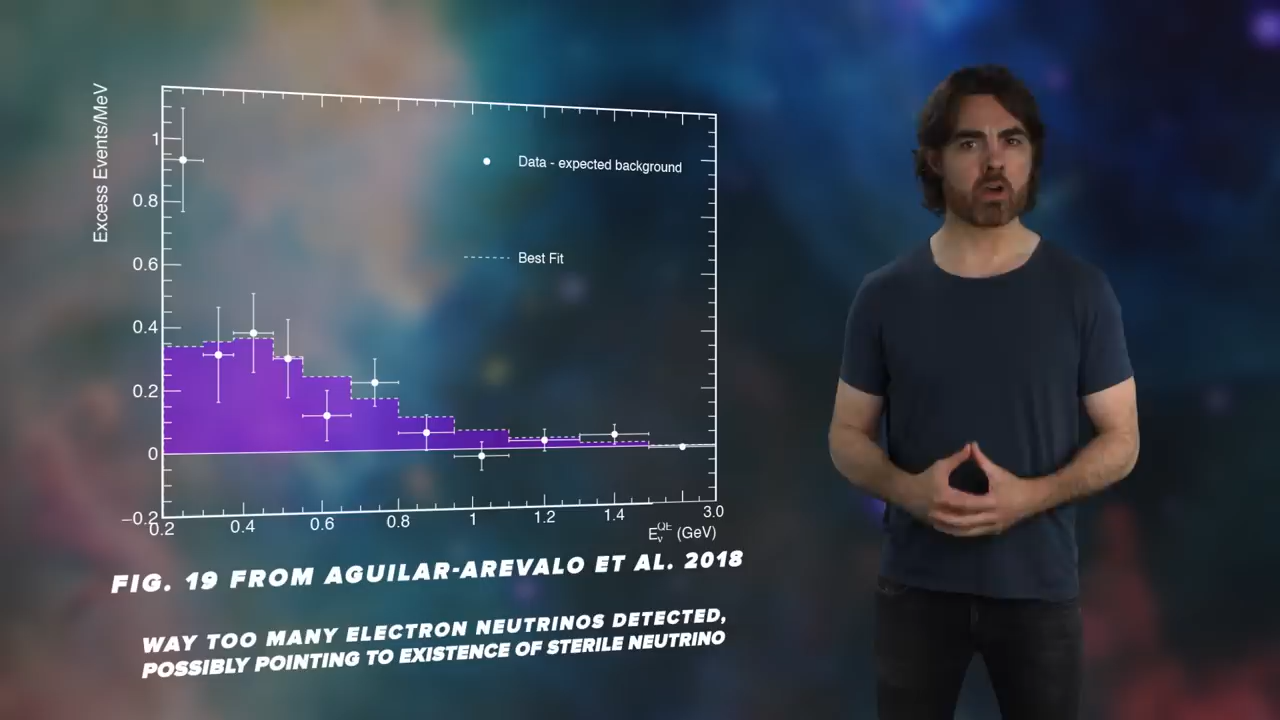 Excess Events/MeV
1
0.8
0.6
0.4
0.2
0
−0.2
0.2 0.4 0.6 0.8 1 1.2 1.4 3.0
E_ν^QE (GeV)
Data - expected background
Best Fit
FIG. 19 FROM AGUILAR-AREVALO ET AL. 2018
WAY TOO MANY ELECTRON NEUTRINOS DETECTED,
POSSIBLY POINTING TO EXISTENCE OF STERILE NEUTRINO